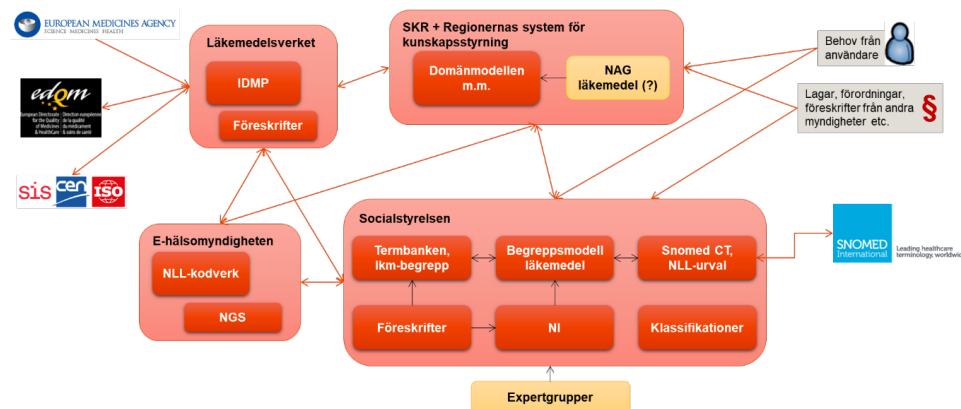 EUROPEAN MEDICINES AGENCY
SCIENCE MEDICINES HEALTH
Läkemedelsverket
IDMP
Föreskrifter
SKR + Regionernas system för
kunskapsstyrning
Domänmodellen
m.m.
NAG
läkemedel (?)
Behov från
användare
Lagar, förordningar,
föreskrifter från andra
myndigheter etc.
§
edQm
European Directorate
for the Quality
of Medicines
& HealthCare
Direction européenne
de la qualité
du médicament
& soins de santé
sis
cen
ISO
E-hälsomyndigheten
NLL-kodverk
NGS
Socialstyrelsen
Termbanken,
lkm-begrepp
Begreppsmodell
läkemedel
Snomed CT,
NLL-urval
Föreskrifter
NI
Klassifikationer
SNOMED
International
Leading healthcare
terminology, worldwid
Expertgrupper